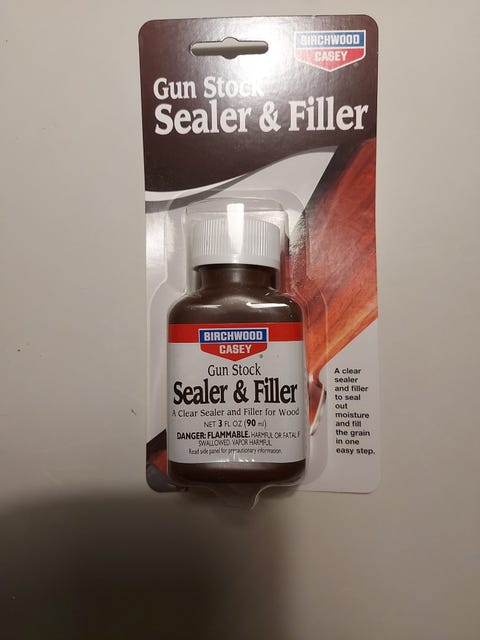 BIRCHWOOD
CASEY
Gun Stock
Sealer & Filler
BIRCHWOOD
CASEY
Gun Stock
Sealer & Filler
A Clear Sealer and Filler for Wood
NET 3 FL OZ (90 ml)
DANGER: FLAMMABLE. HARMFUL OR FATAL IF
SWALLOWED. VAPOR HARMFUL.
Read side panel for precautionary information.
A clear
sealer
and filler
to seal
out
moisture
and fill
the grain
in one
easy step.